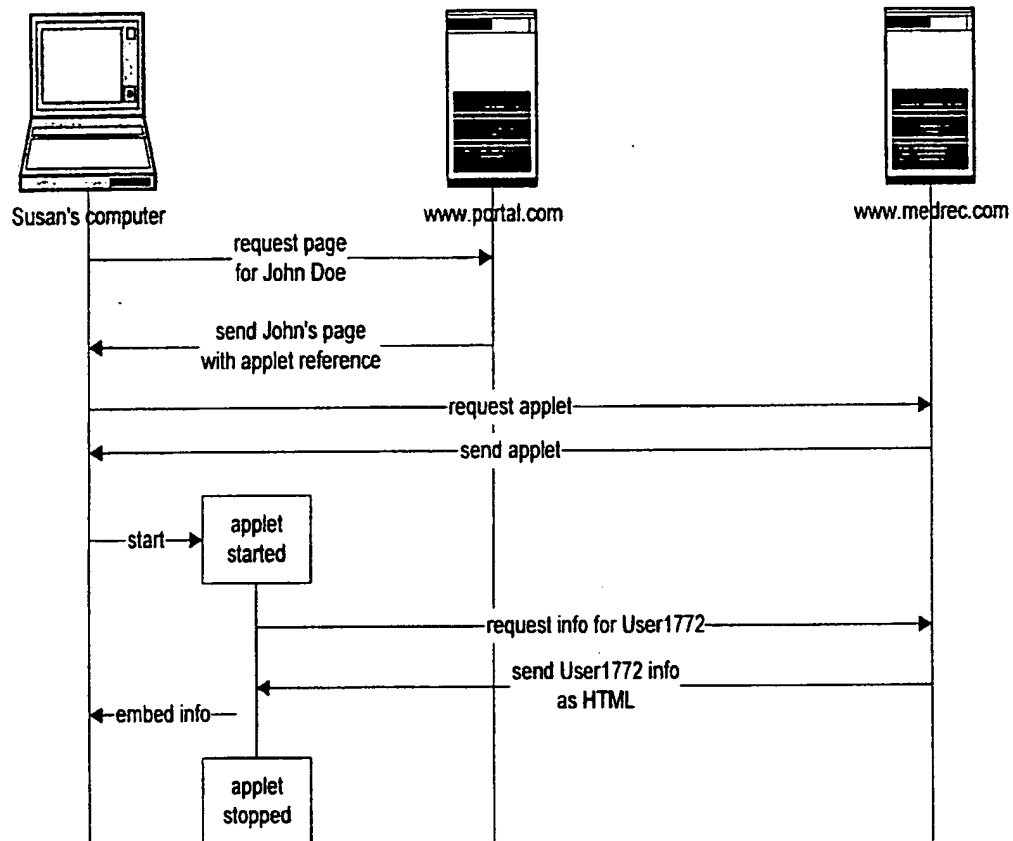 Susan's computer
www.portal.com
www.medrec.com
request page
for John Doe
send John's page
with applet reference
request applet
send applet
start
applet
started
request info for User1772
send User1772 info
as HTML
embed info
applet
stopped